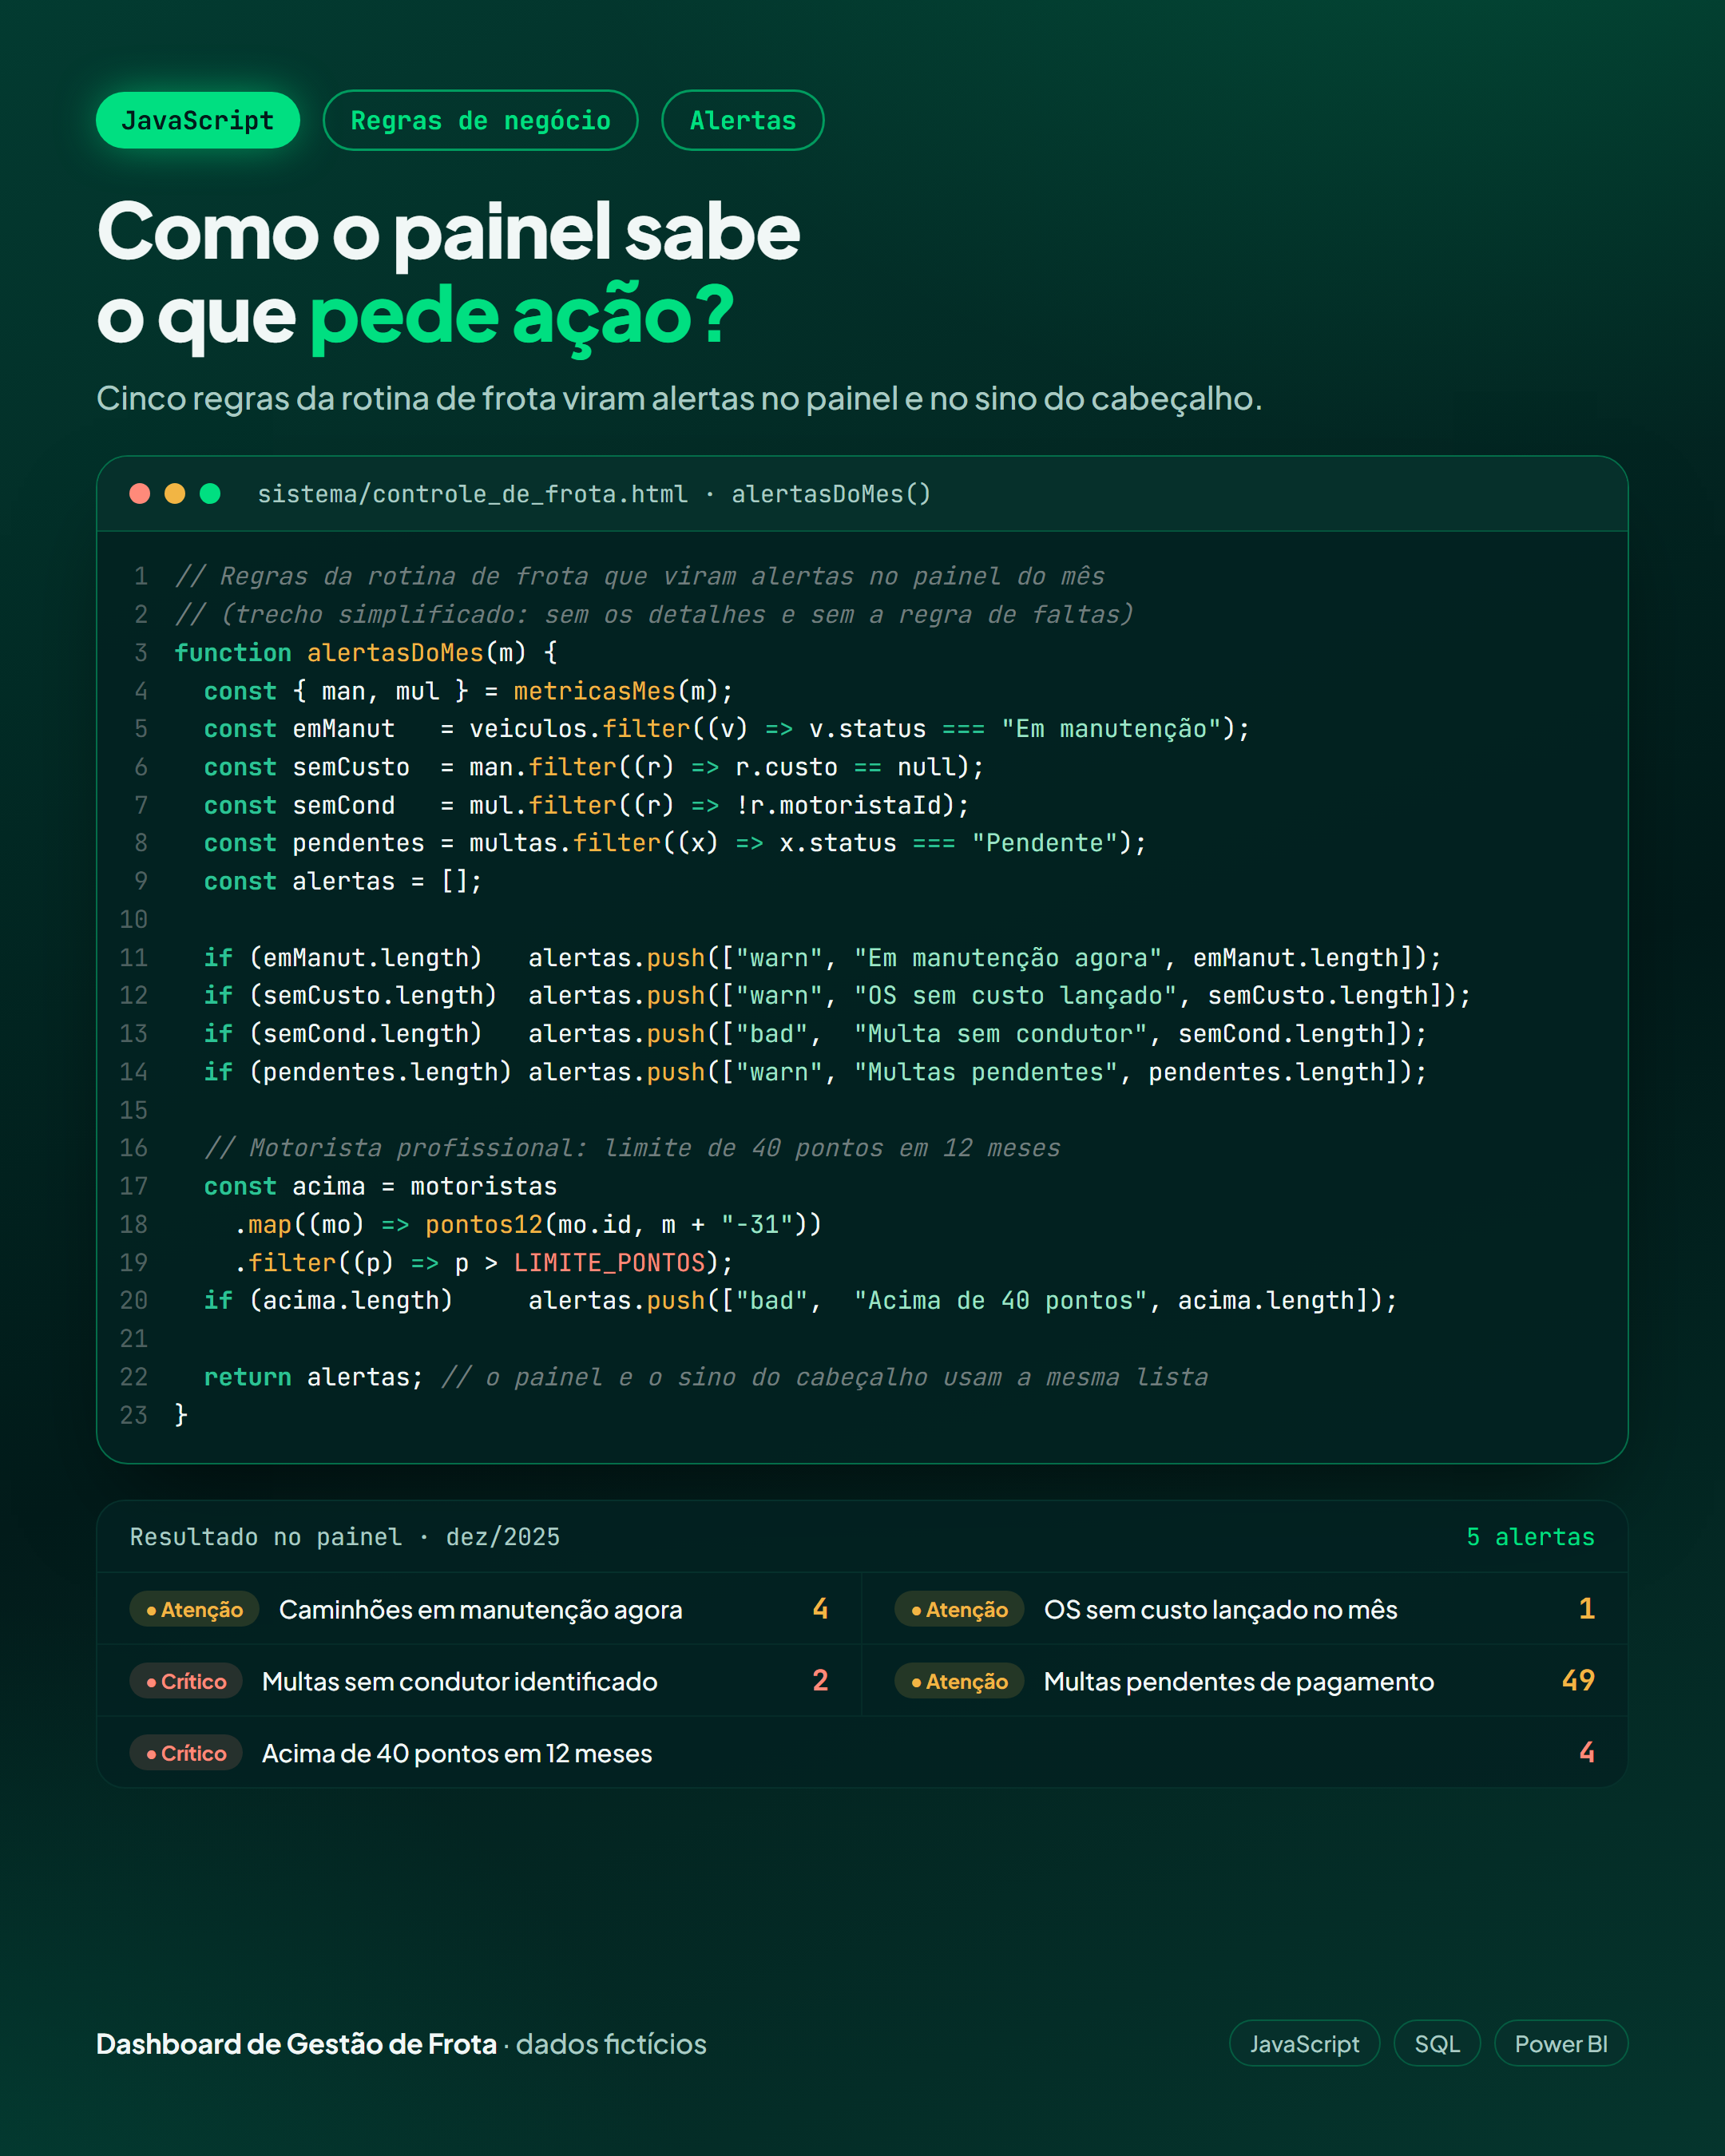 JavaScript
Regras de negócio
Alertas
Como o painel sabe
o que pede ação?
Cinco regras da rotina de frota viram alertas no painel e no sino do cabeçalho.
sistema/controle_de_frota.html · alertasDoMes()
1 // Regras da rotina de frota que viram alertas no painel do mês
2 // (trecho simplificado: sem os detalhes e sem a regra de faltas)
3 function alertasDoMes(m) {
4   const { man, mul } = metricasMes(m);
5   const emManut   = veiculos.filter((v) => v.status === "Em manutenção");
6   const semCusto  = man.filter((r) => r.custo == null);
7   const semCond   = mul.filter((r) => !r.motoristaId);
8   const pendentes = multas.filter((x) => x.status === "Pendente");
9   const alertas = [];
10
11   if (emManut.length)   alertas.push(["warn", "Em manutenção agora", emManut.length]);
12   if (semCusto.length)  alertas.push(["warn", "OS sem custo lançado", semCusto.length]);
13   if (semCond.length)   alertas.push(["bad",  "Multa sem condutor", semCond.length]);
14   if (pendentes.length) alertas.push(["warn", "Multas pendentes", pendentes.length]);
15
16   // Motorista profissional: limite de 40 pontos em 12 meses
17   const acima = motoristas
18     .map((mo) => pontos12(mo.id, m + "-31"))
19     .filter((p) => p > LIMITE_PONTOS);
20   if (acima.length)     alertas.push(["bad",  "Acima de 40 pontos", acima.length]);
21
22   return alertas; // o painel e o sino do cabeçalho usam a mesma lista
23 }
Resultado no painel · dez/2025
5 alertas
● Atenção Caminhões em manutenção agora 4
● Atenção OS sem custo lançado no mês 1
● Crítico Multas sem condutor identificado 2
● Atenção Multas pendentes de pagamento 49
● Crítico Acima de 40 pontos em 12 meses 4
Dashboard de Gestão de Frota · dados fictícios
JavaScript
SQL
Power BI